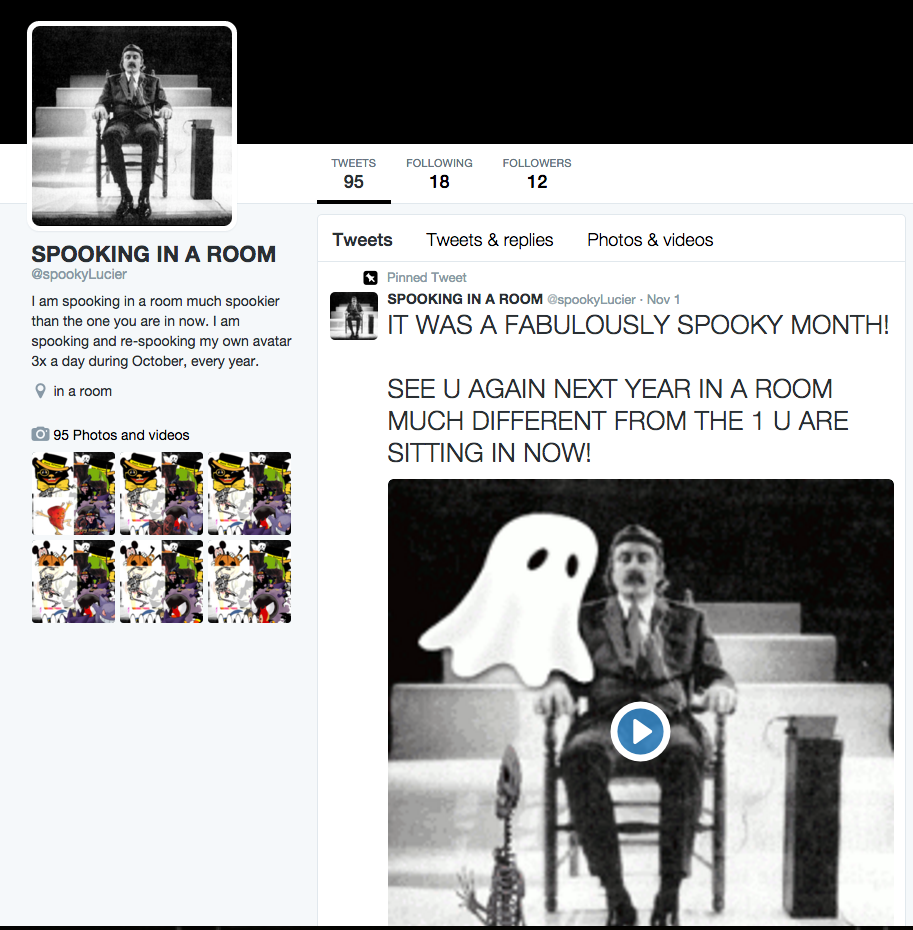 TWEETS
95
FOLLOWING
18
FOLLOWERS
12
SPOOKING IN A ROOM
@spookyLucier
I am spooking in a room much spookier
than the one you are in now. I am
spooking and re-spooking my own avatar
3x a day during October, every year.
in a room
95 Photos and videos
Tweets
Tweets & replies
Photos & videos
Pinned Tweet
SPOOKING IN A ROOM @spookyLucier · Nov 1
IT WAS A FABULOUSLY SPOOKY MONTH!
SEE U AGAIN NEXT YEAR IN A ROOM
MUCH DIFFERENT FROM THE 1 U ARE
SITTING IN NOW!